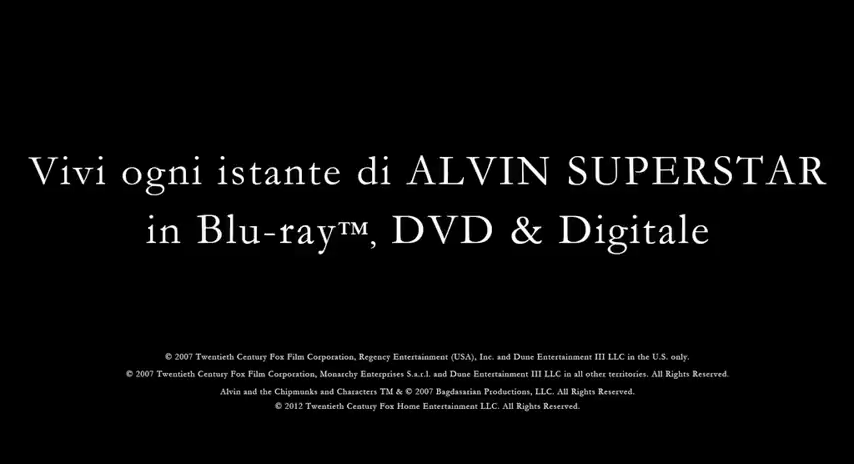 Vivi ogni istante di ALVIN SUPERSTAR
in Blu-ray™, DVD & Digitale
© 2007 Twentieth Century Fox Film Corporation, Regency Entertainment (USA), Inc. and Dune Entertainment III LLC in the U.S. only.
© 2007 Twentieth Century Fox Film Corporation, Monarchy Enterprises S.a.r.l. and Dune Entertainment III LLC in all other territories. All Rights Reserved.
Alvin and the Chipmunks and Characters TM & © 2007 Bagdasarian Productions, LLC. All Rights Reserved.
© 2012 Twentieth Century Fox Home Entertainment LLC. All Rights Reserved.